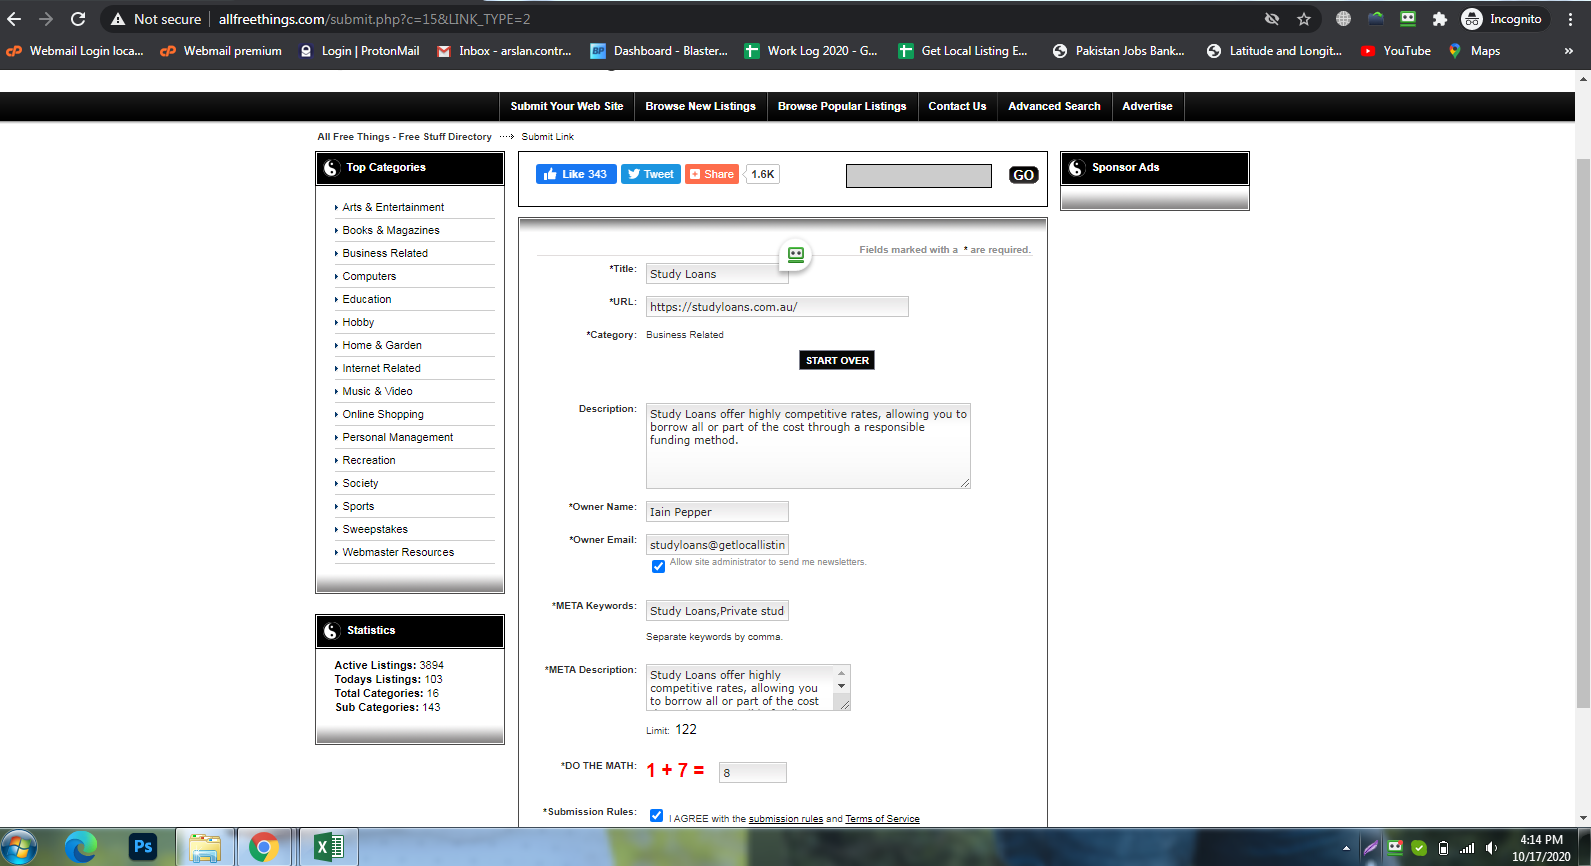 Not secure | allfreethings.com/submit.php?c=15&LINK_TYPE=2
Incognito
Webmail Login loca...
Webmail premium
Login | ProtonMail
Inbox - arslan.contr...
Dashboard - Blaster...
Work Log 2020 - G...
Get Local Listing E...
Pakistan Jobs Bank...
Latitude and Longit...
YouTube
Maps
»
Submit Your Web Site
Browse New Listings
Browse Popular Listings
Contact Us
Advanced Search
Advertise
All Free Things - Free Stuff Directory
Submit Link
Top Categories
Arts & Entertainment
Books & Magazines
Business Related
Computers
Education
Hobby
Home & Garden
Internet Related
Music & Video
Online Shopping
Personal Management
Recreation
Society
Sports
Sweepstakes
Webmaster Resources
Statistics
Active Listings: 3894
Todays Listings: 103
Total Categories: 16
Sub Categories: 143
Like 343
Tweet
Share
1.6K
GO
Fields marked with a * are required.
*Title: Study Loans
*URL: https://studyloans.com.au/
*Category: Business Related
START OVER
Description: Study Loans offer highly competitive rates, allowing you to
borrow all or part of the cost through a responsible
funding method.
*Owner Name: Iain Pepper
*Owner Email: studyloans@getlocallistin
Allow site administrator to send me newsletters.
*META Keywords: Study Loans,Private stud
Separate keywords by comma.
*META Description: Study Loans offer highly
competitive rates, allowing you
to borrow all or part of the cost
Limit: 122
*DO THE MATH: 1 + 7 = 8
*Submission Rules: I AGREE with the submission rules and Terms of Service
Sponsor Ads
Ps
4:14 PM
10/17/2020